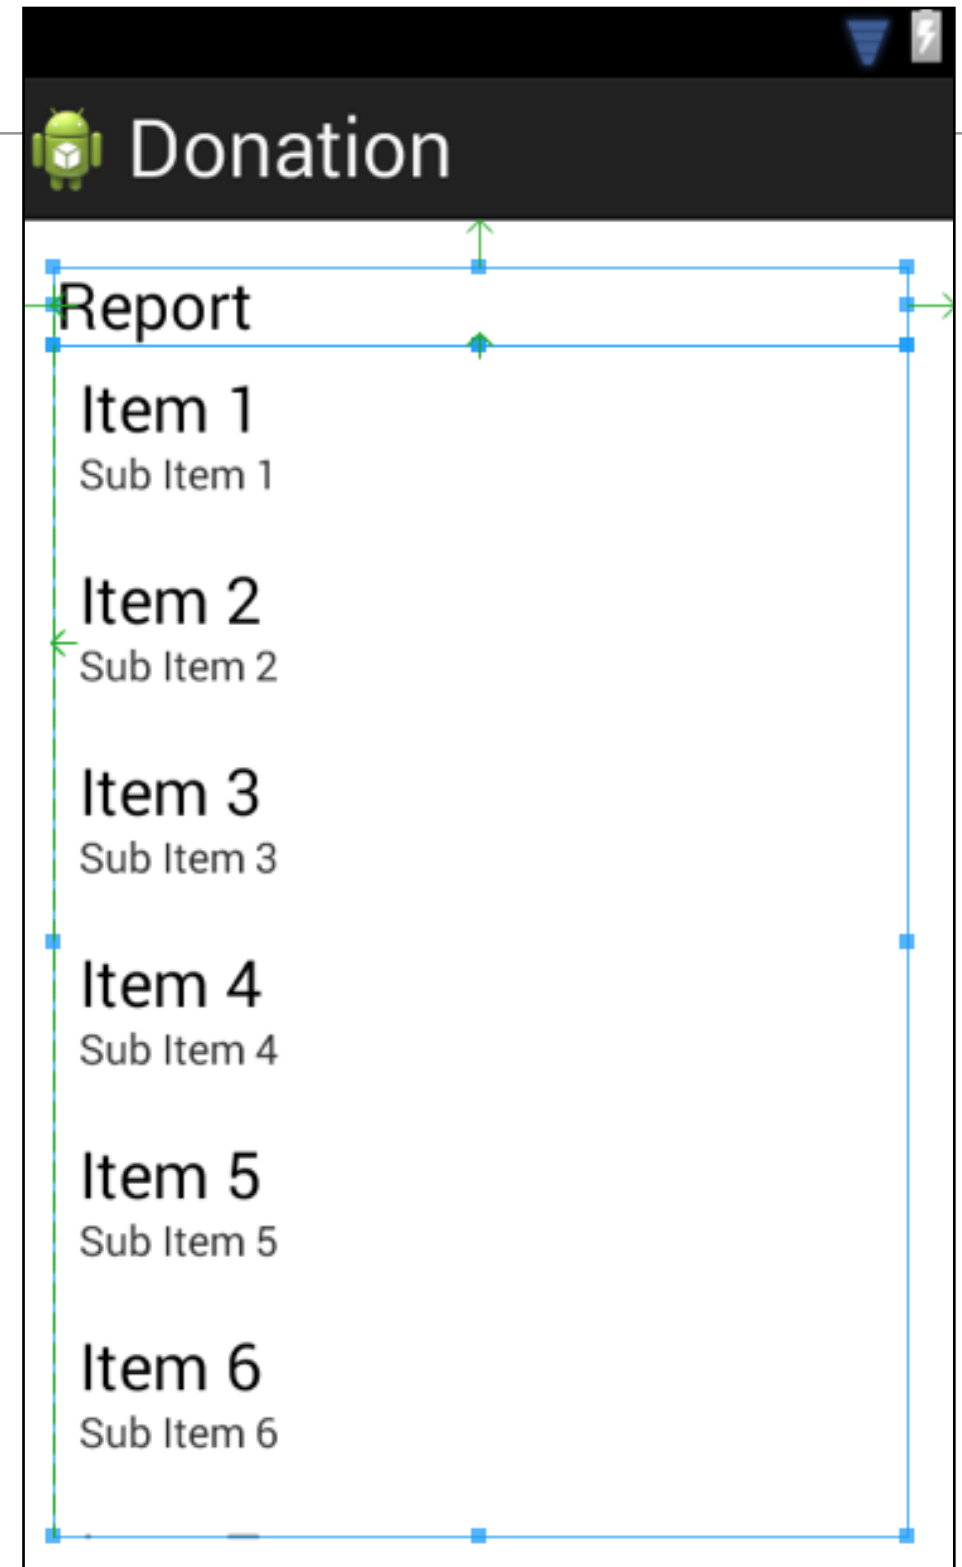 Donation
Report
Item 1
Sub Item 1
Item 2
Sub Item 2
Item 3
Sub Item 3
Item 4
Sub Item 4
Item 5
Sub Item 5
Item 6
Sub Item 6